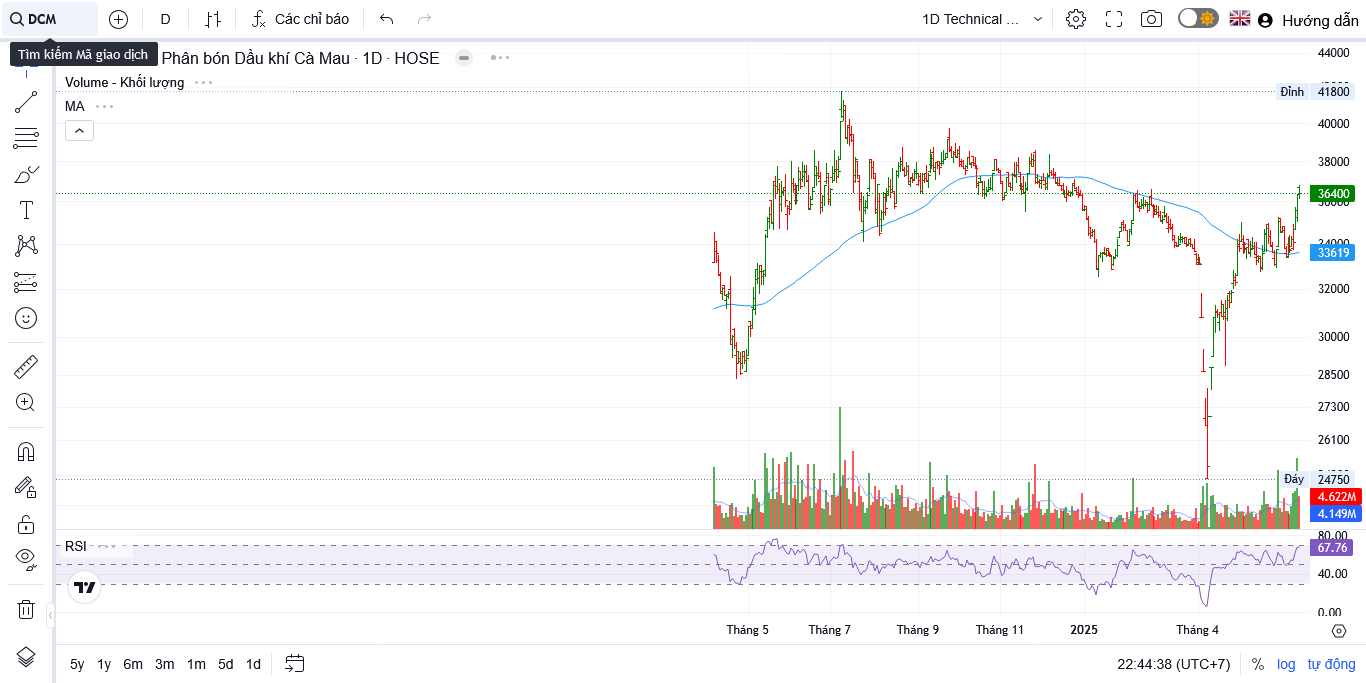 DCM
D
Các chỉ báo
1D Technical ...
Hướng dẫn
Tìm kiếm Mã giao dịch
Phân bón Dầu khí Cà Mau · 1D · HOSE
Volume - Khối lượng
MA
44000
Đỉnh 41800
40000
38000
36400
36000
34000
33619
32000
30000
28500
27300
26100
Đáy 24750
4.622M
4.149M
80.00
RSI
67.76
40.00
0.00
Tháng 5 Tháng 7 Tháng 9 Tháng 11 2025 Tháng 4
5y 1y 6m 3m 1m 5d 1d
22:44:38 (UTC+7) % log tự động